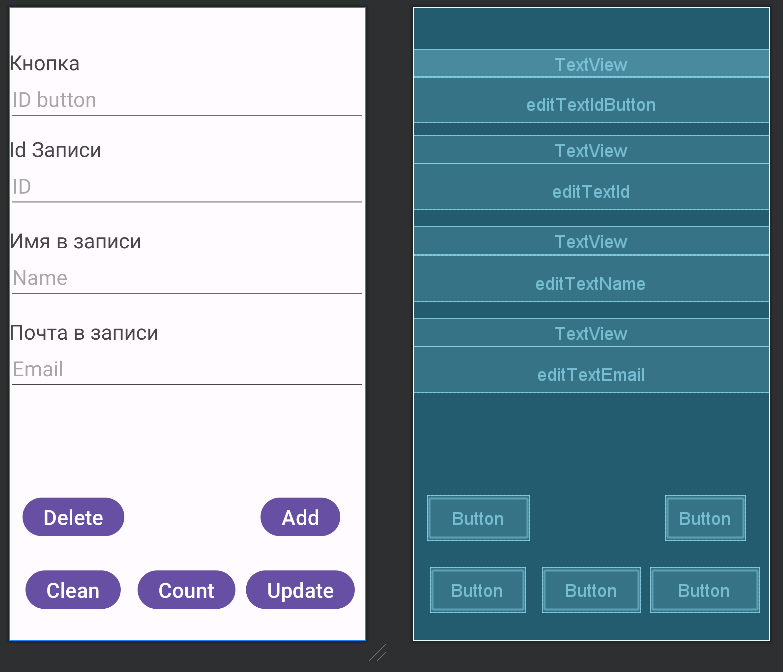 Кнопка
ID button
Id Записи
ID
Имя в записи
Name
Почта в записи
Email
Delete
Add
Clean
Count
Update
TextView
editTextIdButton
TextView
editTextId
TextView
editTextName
TextView
editTextEmail
Button
Button
Button
Button
Button